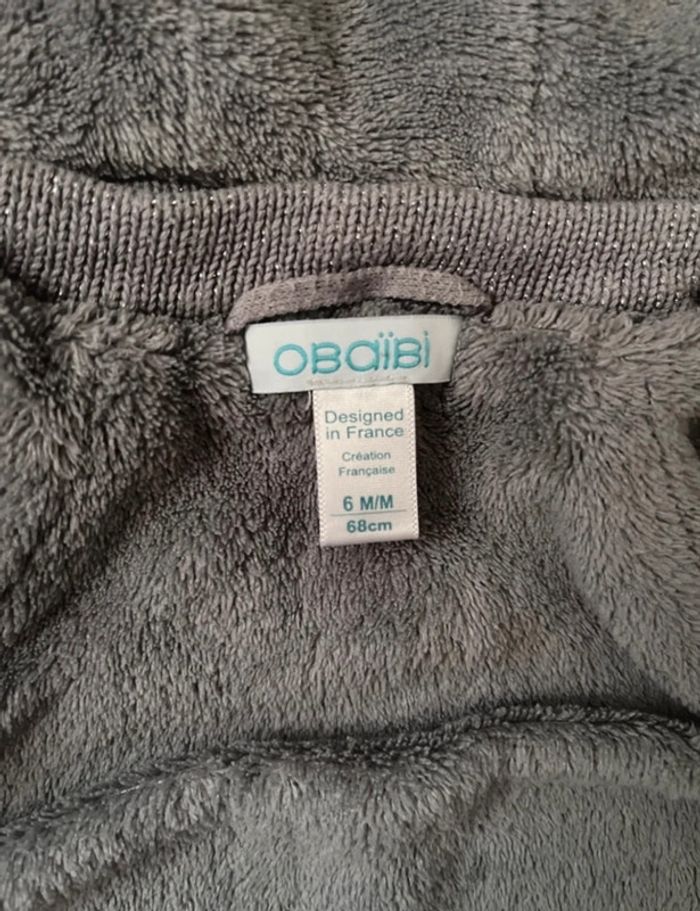 OBaïBi
Designed
in France
Création
Française
6 M/M
68cm